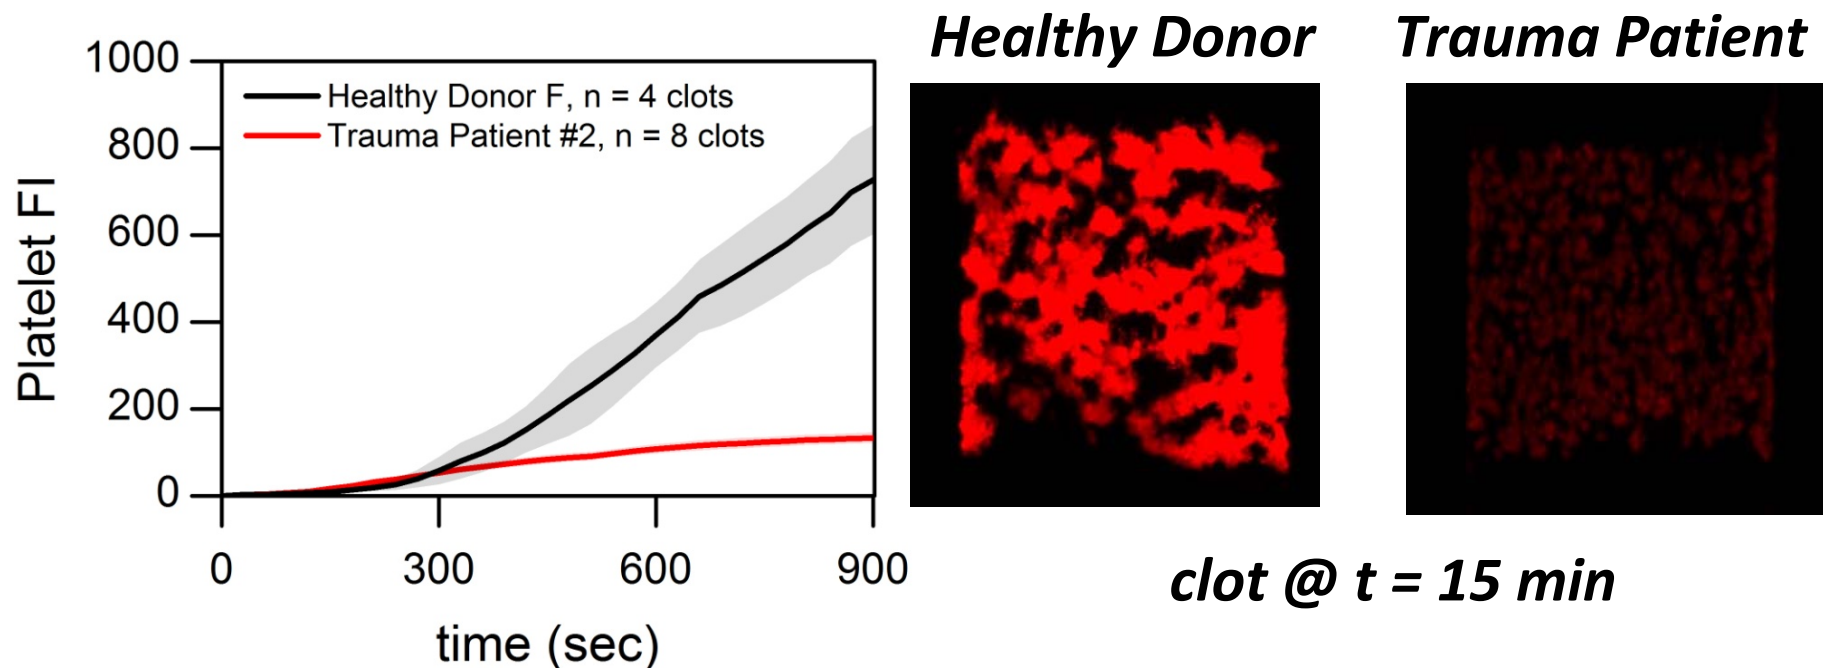 Healthy Donor
Trauma Patient
1000
800
600
400
200
0
Platelet FI
Healthy Donor F, n = 4 clots
Trauma Patient #2, n = 8 clots
0
300
600
900
time (sec)
clot @ t = 15 min